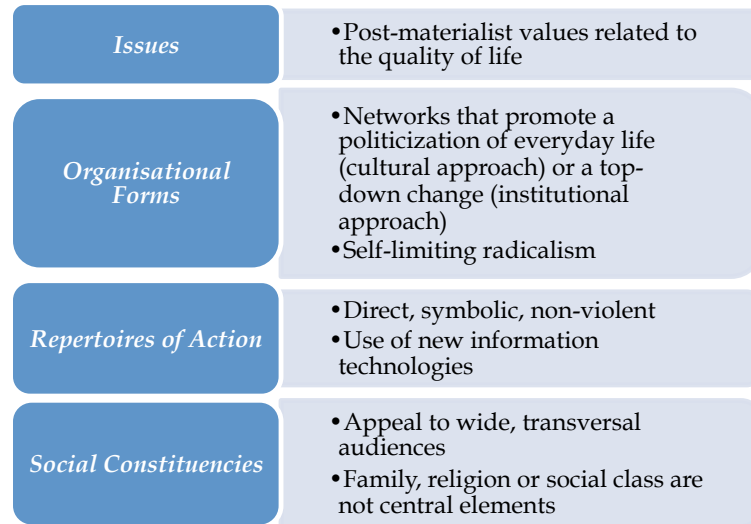 Issues
•Post-materialist values related to
the quality of life
Organisational
Forms
•Networks that promote a
politicization of everyday life
(cultural approach) or a top-
down change (institutional
approach)
•Self-limiting radicalism
Repertoires of Action
•Direct, symbolic, non-violent
•Use of new information
technologies
Social Constituencies
•Appeal to wide, transversal
audiences
•Family, religion or social class are
not central elements